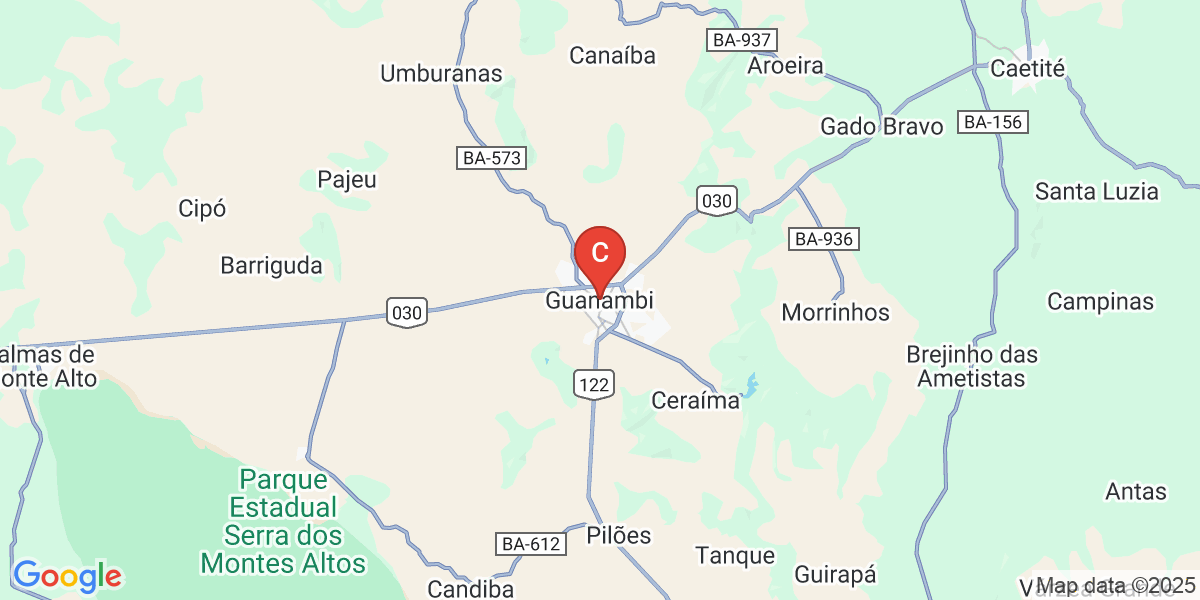 BA-937
Canaíba
Aroeira
Caetité
Umburanas
Gado Bravo
BA-156
BA-573
Pajeu
Santa Luzia
030
Cipó
BA-936
C
Barriguda
Guanambi
Campinas
030
Morrinhos
almas de
onte Alto
Brejinho das
Ametistas
122
Ceraíma
Parque
Estadual
Serra dos
Montes Altos
Antas
Pilões
BA-612
Tanque
Guirapá
Google
Candiba
Map data ©2025